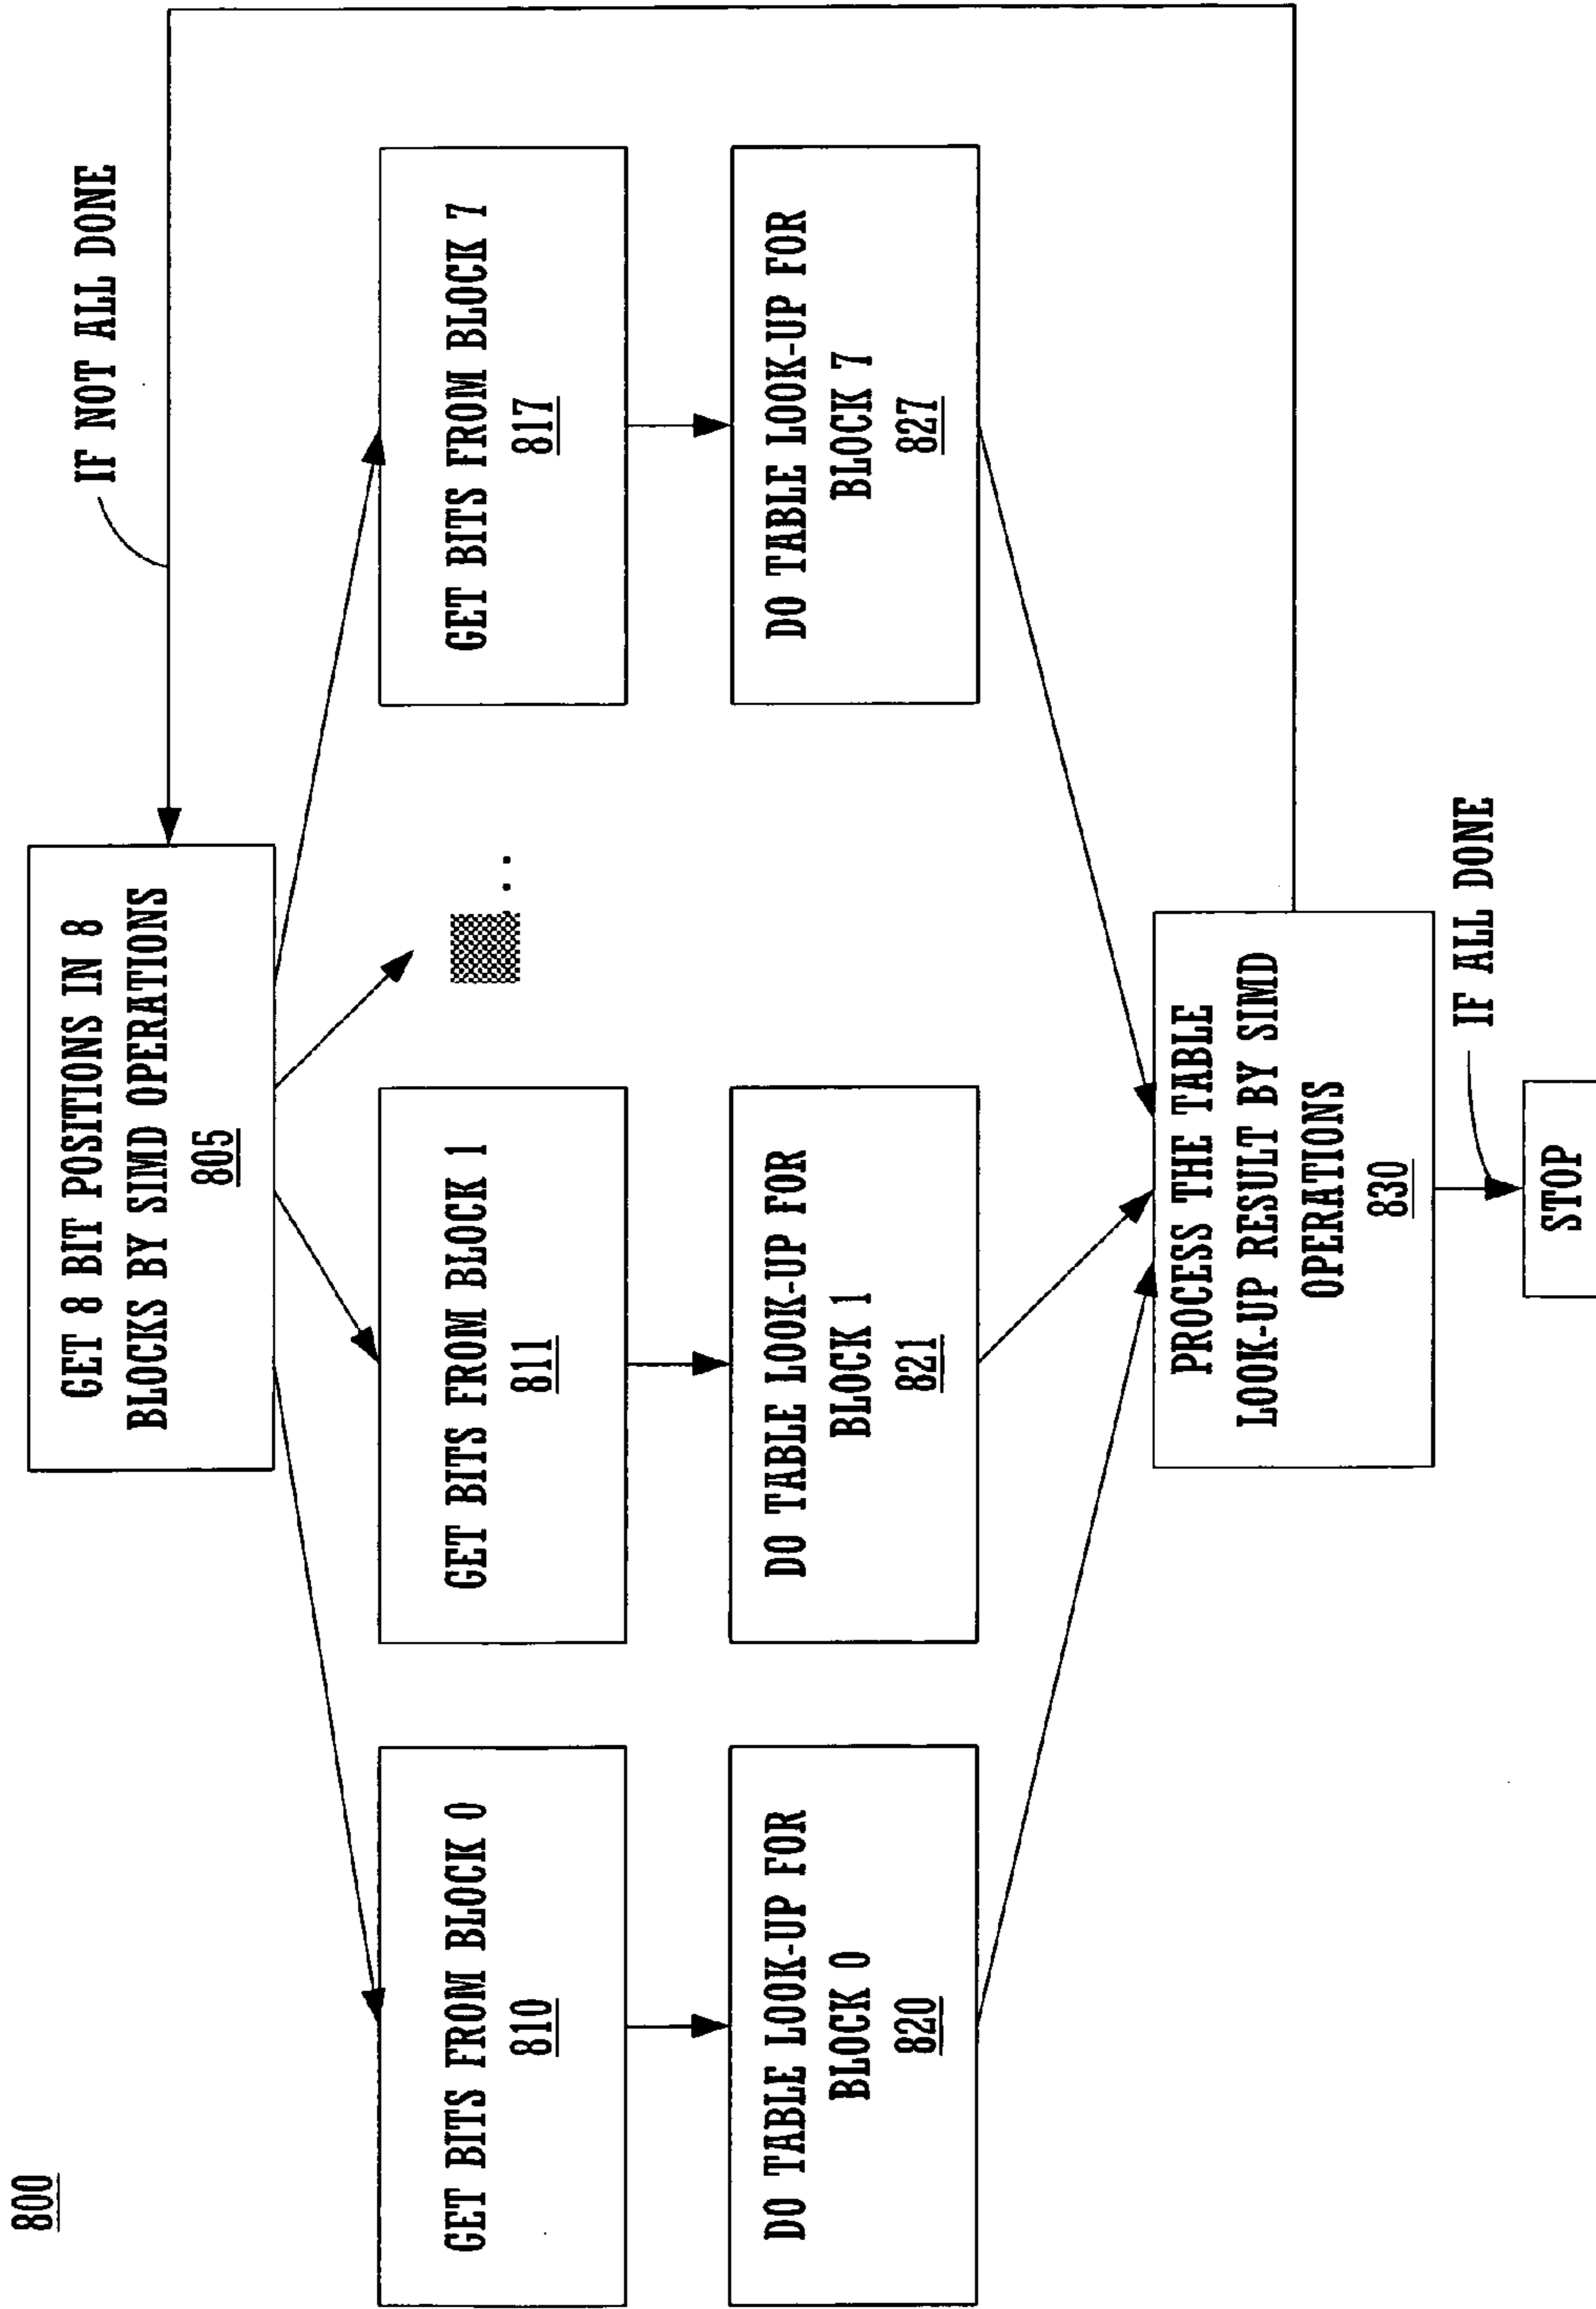 800
IF NOT ALL DONE
GET 8 BIT POSITIONS IN 8
BLOCKS BY SIMD OPERATIONS
805
GET BITS FROM BLOCK 0
810
GET BITS FROM BLOCK 1
811
...
GET BITS FROM BLOCK 7
817
DO TABLE LOOK-UP FOR
BLOCK 0
820
DO TABLE LOOK-UP FOR
BLOCK 1
821
DO TABLE LOOK-UP FOR
BLOCK 7
827
PROCESS THE TABLE
LOOK-UP RESULT BY SIMD
OPERATIONS
830
IF ALL DONE
STOP